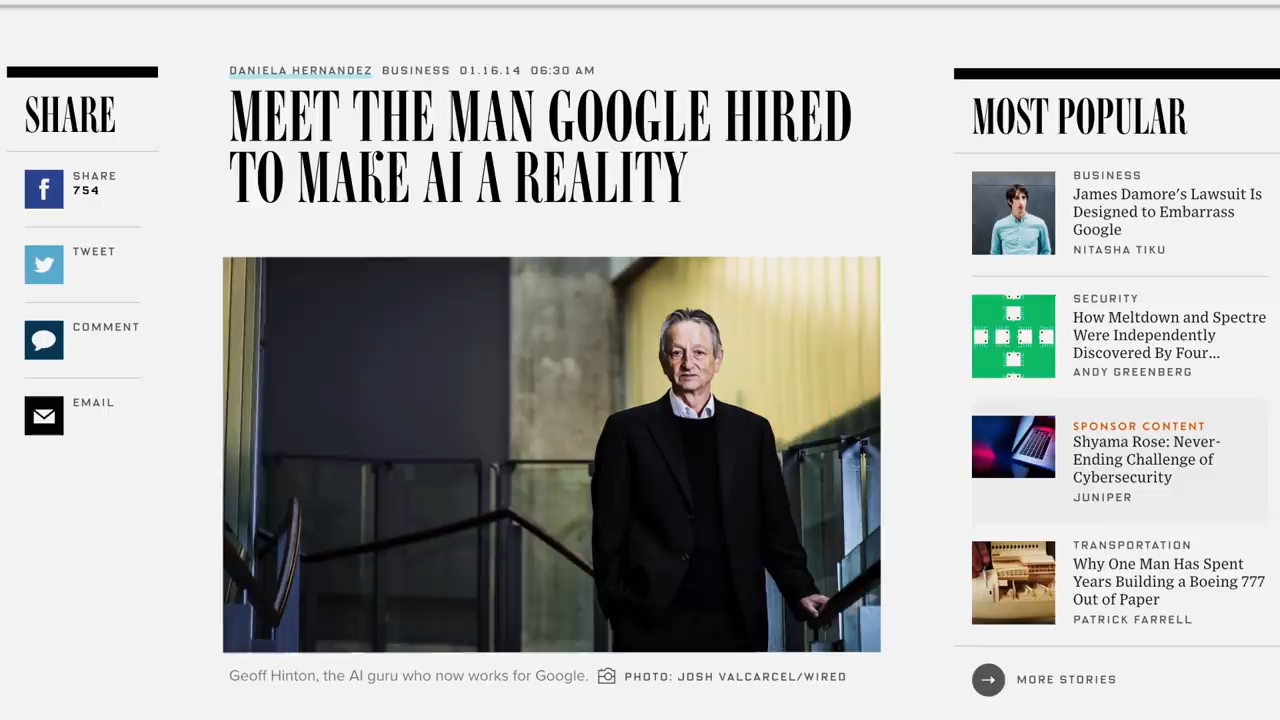 SHARE
SHARE
754
TWEET
COMMENT
EMAIL
DANIELA HERNANDEZ BUSINESS 01.16.14 06:30 AM
MEET THE MAN GOOGLE HIRED
TO MAKE AI A REALITY
Geoff Hinton, the AI guru who now works for Google. PHOTO: JOSH VALCARCEL/WIRED
MOST POPULAR
BUSINESS
James Damore's Lawsuit Is
Designed to Embarrass
Google
NITASHA TIKU
SECURITY
How Meltdown and Spectre
Were Independently
Discovered By Four...
ANDY GREENBERG
SPONSOR CONTENT
Shyama Rose: Never-
Ending Challenge of
Cybersecurity
JUNIPER
TRANSPORTATION
Why One Man Has Spent
Years Building a Boeing 777
Out of Paper
PATRICK FARRELL
MORE STORIES